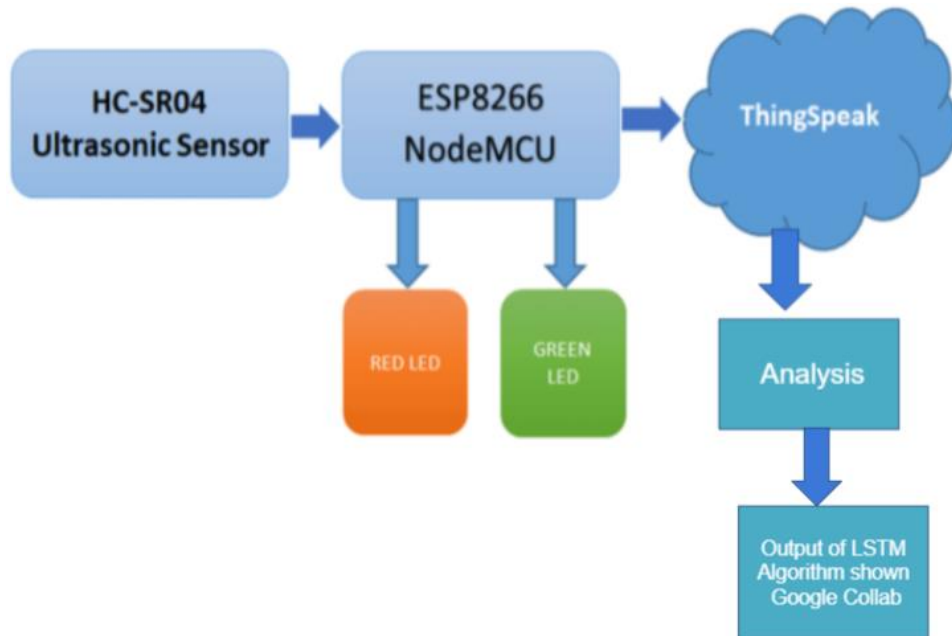 HC-SR04
Ultrasonic Sensor
ESP8266
NodeMCU
ThingSpeak
RED LED
GREEN
LED
Analysis
Output of LSTM
Algorithm shown
Google Collab